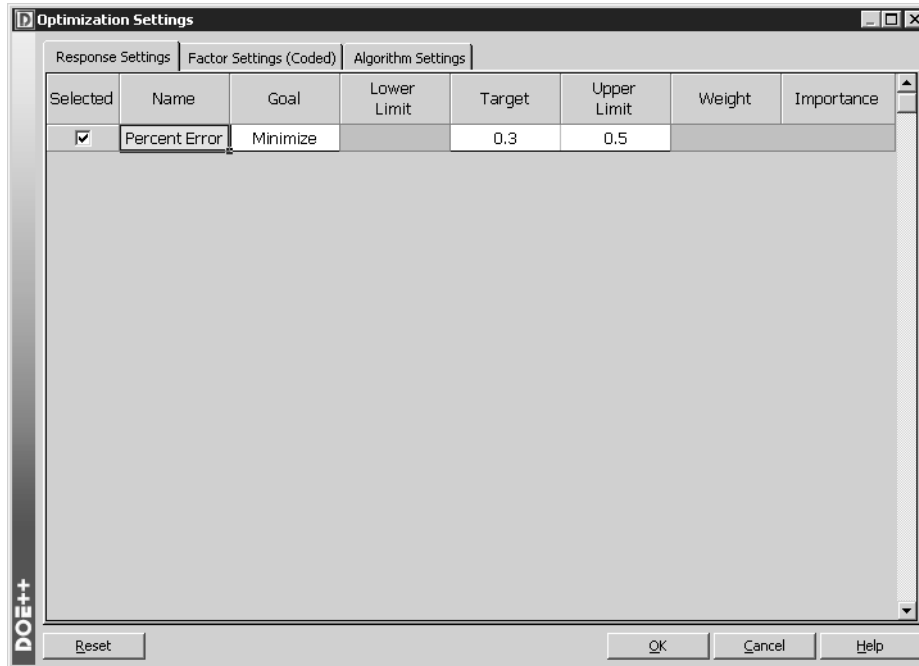 D Optimization Settings
Response Settings Factor Settings (Coded) Algorithm Settings
Selected Name Goal Lower Limit Target Upper Limit Weight Importance
Percent Error Minimize 0.3 0.5
DOE++
Reset OK Cancel Help